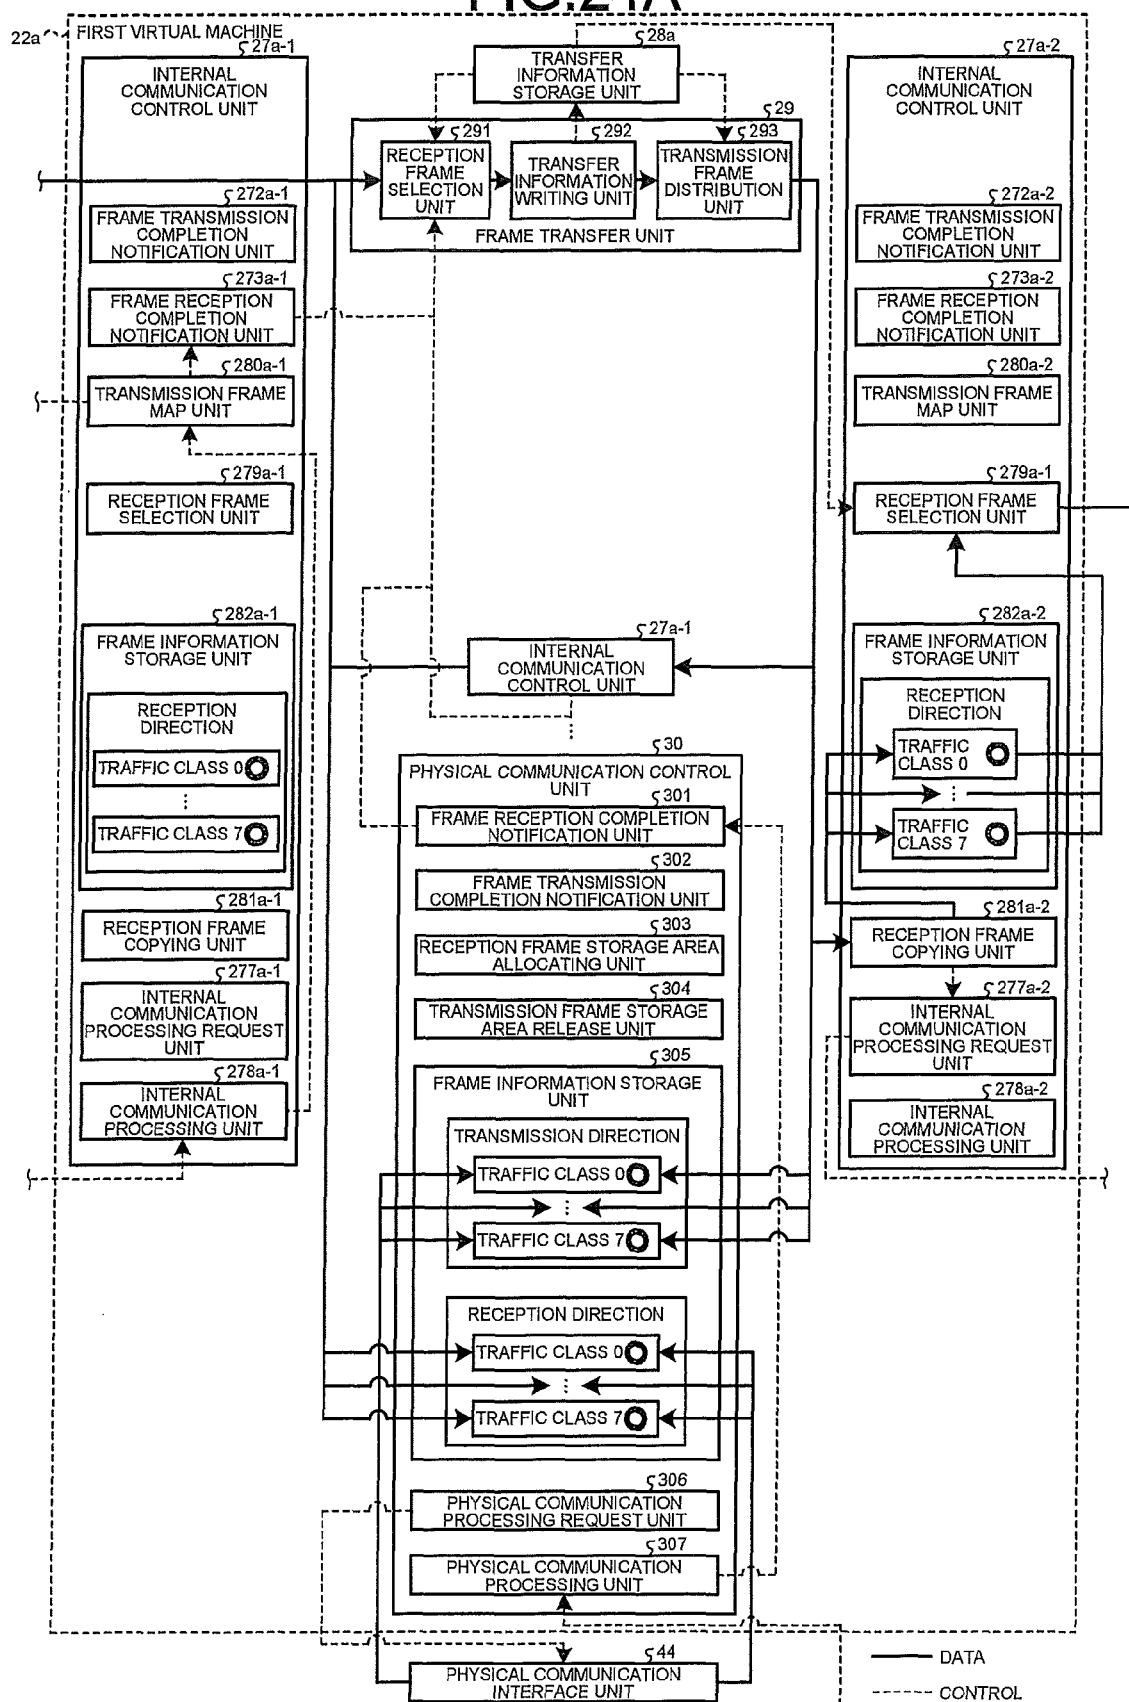 FIG.21A
22a
FIRST VIRTUAL MACHINE
27a-1
INTERNAL
COMMUNICATION
CONTROL UNIT
272a-1
FRAME TRANSMISSION
COMPLETION
NOTIFICATION UNIT
273a-1
FRAME RECEPTION
COMPLETION
NOTIFICATION UNIT
280a-1
TRANSMISSION FRAME
MAP UNIT
279a-1
RECEPTION FRAME
SELECTION UNIT
282a-1
FRAME INFORMATION
STORAGE UNIT
RECEPTION
DIRECTION
TRAFFIC CLASS 0
⋮
TRAFFIC CLASS 7
281a-1
RECEPTION FRAME
COPYING UNIT
277a-1
INTERNAL
COMMUNICATION
PROCESSING REQUEST
UNIT
278a-1
INTERNAL
COMMUNICATION
PROCESSING UNIT
28a
TRANSFER
INFORMATION
STORAGE UNIT
29
291
RECEPTION
FRAME
SELECTION
UNIT
292
TRANSFER
INFORMATION
WRITING UNIT
293
TRANSMISSION
FRAME
DISTRIBUTION
UNIT
FRAME TRANSFER UNIT
27a-1
INTERNAL
COMMUNICATION
CONTROL UNIT
⋮
30
PHYSICAL COMMUNICATION CONTROL
UNIT
301
FRAME RECEPTION COMPLETION
NOTIFICATION UNIT
302
FRAME TRANSMISSION
COMPLETION NOTIFICATION UNIT
303
RECEPTION FRAME STORAGE AREA
ALLOCATING UNIT
304
TRANSMISSION FRAME STORAGE
AREA RELEASE UNIT
305
FRAME INFORMATION STORAGE
UNIT
TRANSMISSION DIRECTION
TRAFFIC CLASS 0
⋮
TRAFFIC CLASS 7
RECEPTION DIRECTION
TRAFFIC CLASS 0
⋮
TRAFFIC CLASS 7
306
PHYSICAL COMMUNICATION
PROCESSING REQUEST UNIT
307
PHYSICAL COMMUNICATION
PROCESSING UNIT
44
PHYSICAL COMMUNICATION
INTERFACE UNIT
27a-2
INTERNAL
COMMUNICATION
CONTROL UNIT
272a-2
FRAME TRANSMISSION
COMPLETION
NOTIFICATION UNIT
273a-2
FRAME RECEPTION
COMPLETION
NOTIFICATION UNIT
280a-2
TRANSMISSION FRAME
MAP UNIT
279a-1
RECEPTION FRAME
SELECTION UNIT
282a-2
FRAME INFORMATION
STORAGE UNIT
RECEPTION
DIRECTION
TRAFFIC
CLASS 0
⋮
TRAFFIC
CLASS 7
281a-2
RECEPTION FRAME
COPYING UNIT
277a-2
INTERNAL
COMMUNICATION
PROCESSING REQUEST
UNIT
278a-2
INTERNAL
COMMUNICATION
PROCESSING UNIT
DATA
CONTROL